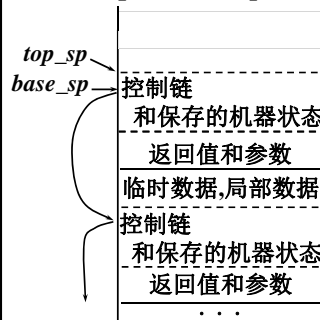 top_sp
base_sp
控制链
和保存的机器状态
返回值和参数
临时数据,局部数据
控制链
和保存的机器状态
返回值和参数
. . .